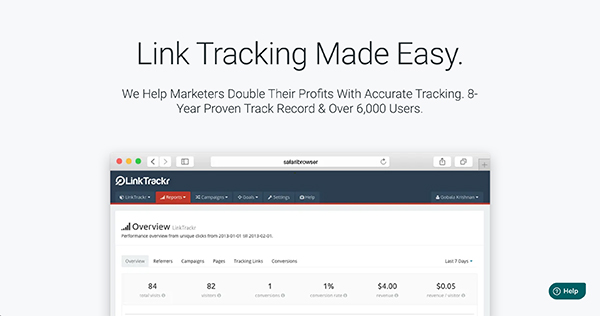 Link Tracking Made Easy.
We Help Marketers Double Their Profits With Accurate Tracking. 8-
Year Proven Track Record & Over 6,000 Users.
safaribrowser
LinkTrackr
LinkTrackr Reports Campaigns Goals Settings Help Gobala Krishnan
Overview LinkTrackr
Performance overview from unique clicks from 2013-01-01 till 2013-02-01.
Overview Referrers Campaigns Pages Tracking Links Conversions Last 7 Days
84 82 1 1% $4.00 $0.05
total visits visitors conversions conversion revenue revenue / visitor
Help